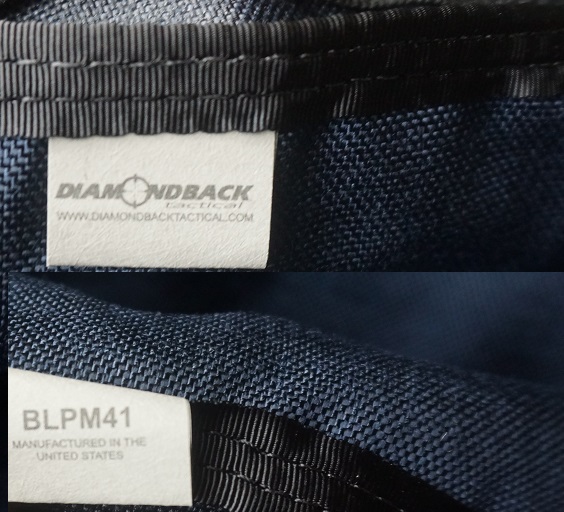 DIAMONDBACK
tactical
WWW.DIAMONDBACKTACTICAL.COM
BLPM41
MANUFACTURED IN THE
UNITED STATES